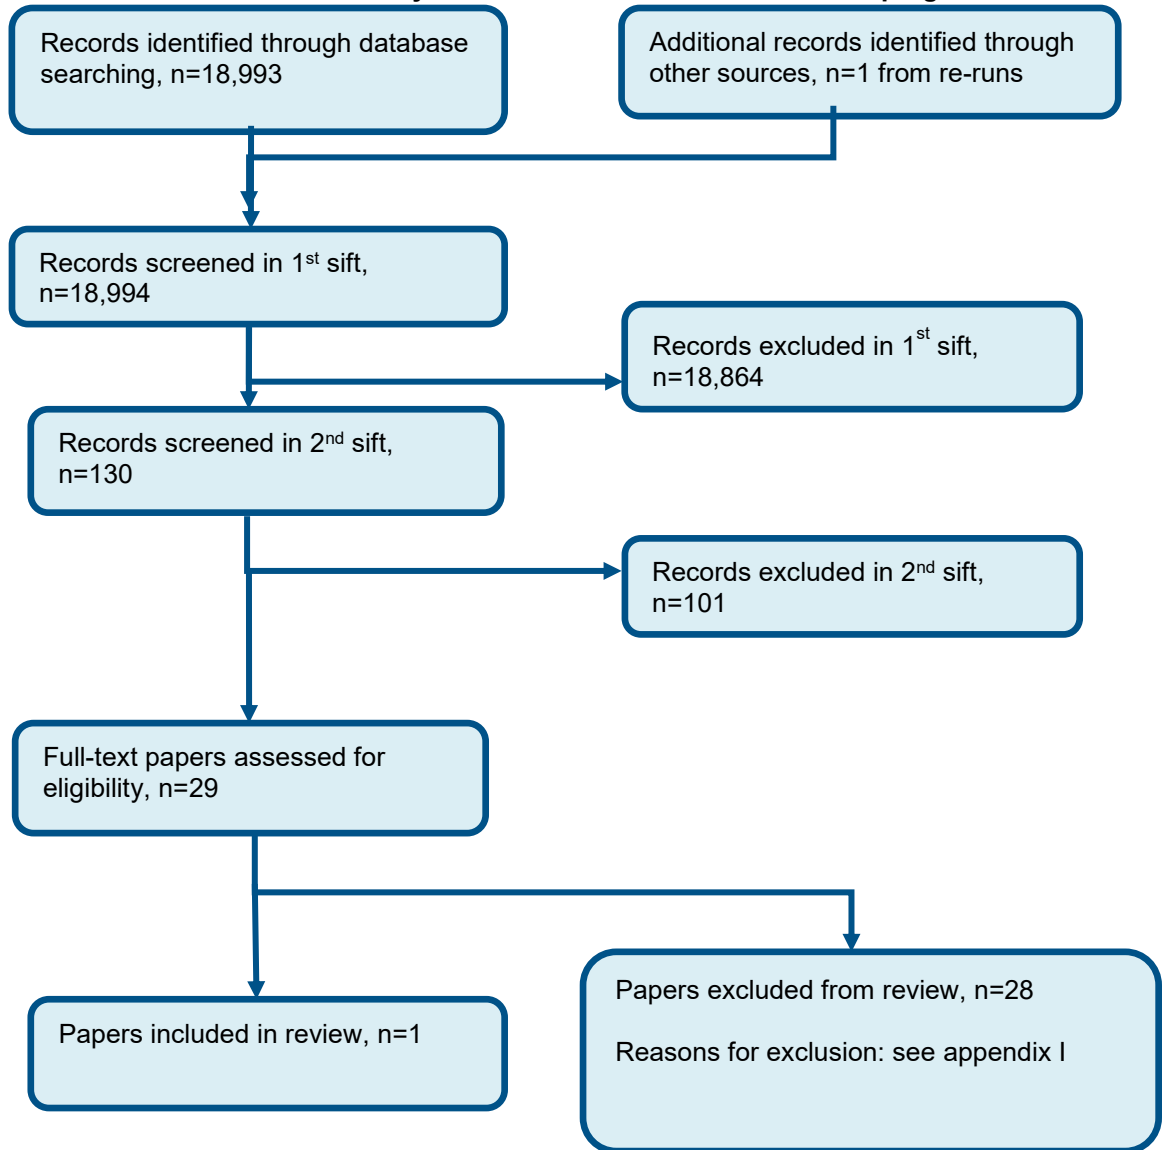 Records identified through database
searching, n=18,993
Additional records identified through
other sources, n=1 from re-runs
Records screened in 1st sift,
n=18,994
Records excluded in 1st sift,
n=18,864
Records screened in 2nd sift,
n=130
Records excluded in 2nd sift,
n=101
Full-text papers assessed for
eligibility, n=29
Papers included in review, n=1
Papers excluded from review, n=28
Reasons for exclusion: see appendix I